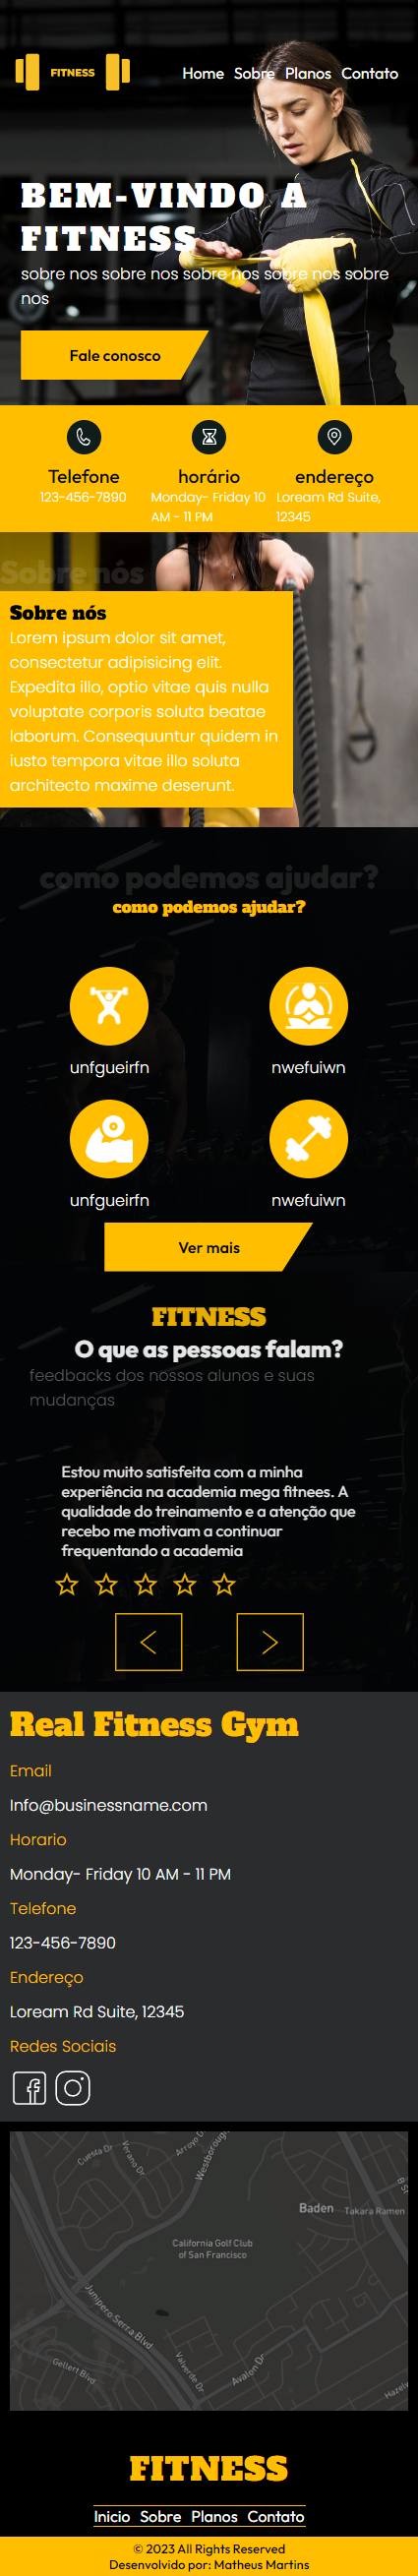 FITNESS
Home Sobre Planos Contato
BEM-VINDO A
FITNESS
sobre nos sobre nos sobre nos sobre nos sobre
nos
Fale conosco
Telefone
123-456-7890
horário
Monday- Friday 10
AM - 11 PM
endereço
Loream Rd Suite,
12345
Sobre nós
Sobre nós
Lorem ipsum dolor sit amet,
consectetur adipisicing elit.
Expedita illo, optio vitae quis nulla
voluptate corporis soluta beatae
laborum. Consequuntur quidem in
iusto tempora vitae illo soluta
architecto maxime deserunt.
como podemos ajudar?
como podemos ajudar?
unfgueirfn
nwefuiwn
unfgueirfn
nwefuiwn
Ver mais
FITNESS
O que as pessoas falam?
feedbacks dos nossos alunos e suas
mudanças
Estou muito satisfeita com a minha
experiência na academia mega fitnees. A
qualidade do treinamento e a atenção que
recebo me motivam a continuar
frequentando a academia
Real Fitness Gym
Email
Info@businessname.com
Horario
Monday- Friday 10 AM - 11 PM
Telefone
123-456-7890
Endereço
Loream Rd Suite, 12345
Redes Sociais
Cuesta Dr
Verano Dr
Arroyo D
Westborough
B S
Baden
Takara Ramen
California Golf Club
of San Francisco
Junipero Serra Blvd
Gellert Blvd
Valverde Dr
Avalon Dr
Hazelw
FITNESS
Inicio Sobre Planos Contato
© 2023 All Rights Reserved
Desenvolvido por: Matheus Martins